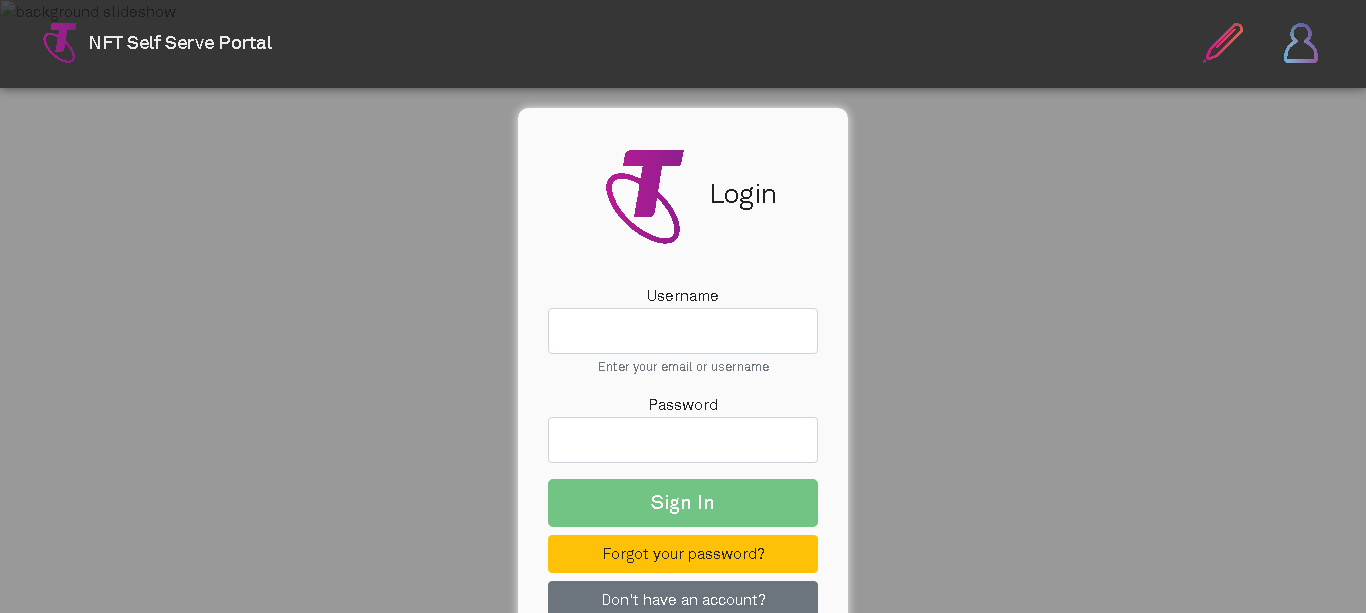 background slideshow
NFT Self Serve Portal
Login
Username
Enter your email or username
Password
Sign In
Forgot your password?
Don't have an account?